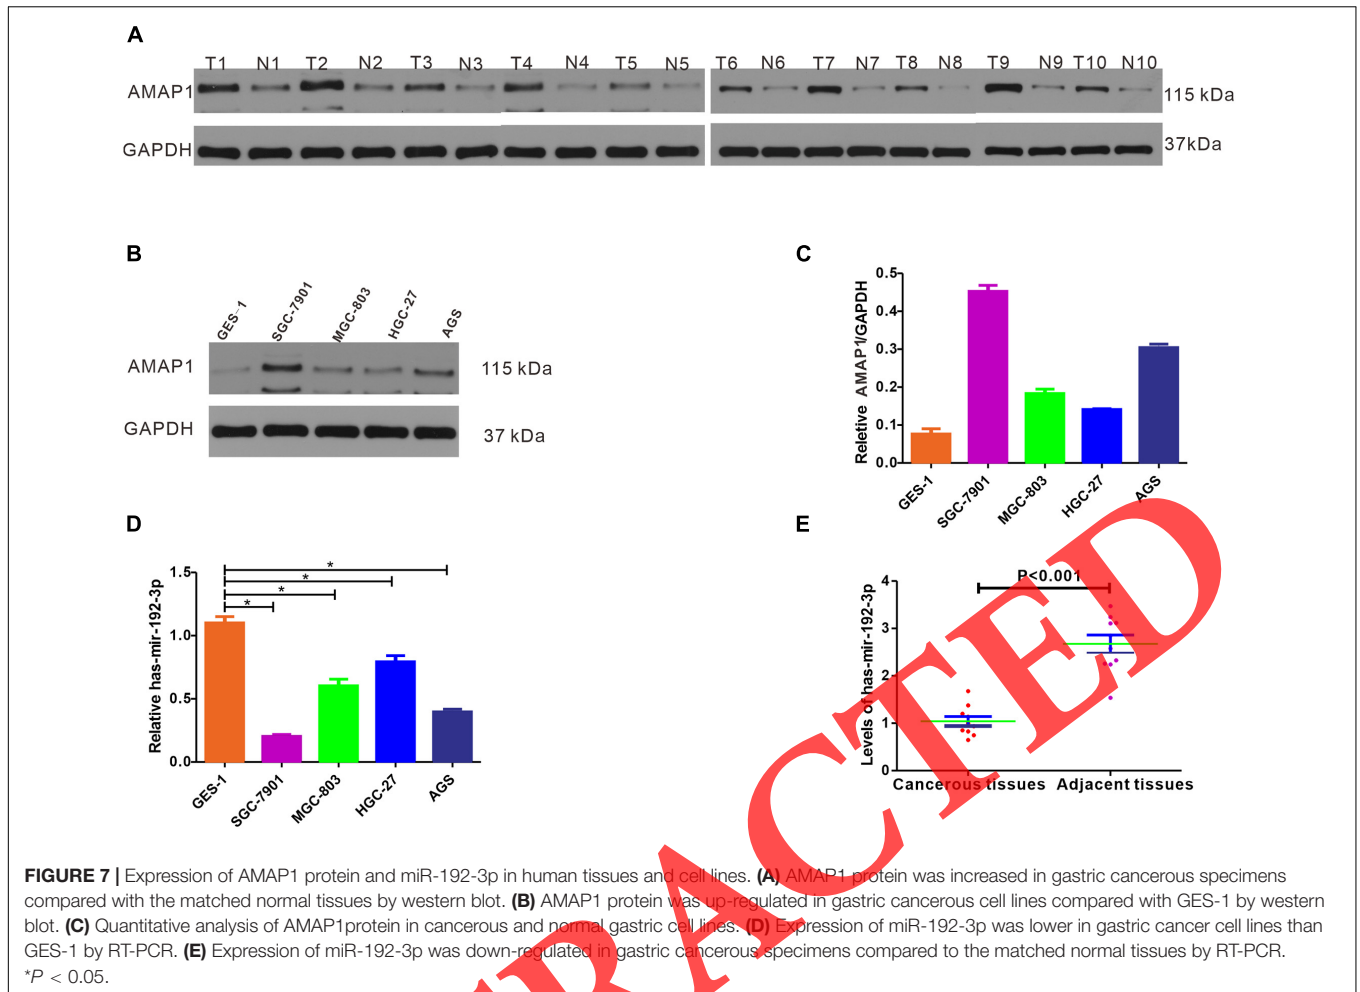 A
T1 N1 T2 N2 T3 N3 T4 N4 T5 N5 T6 N6 T7 N7 T8 N8 T9 N9 T10 N10
AMAP1
115 kDa
GAPDH
37kDa
B
GES-1 SGC-7901 MGC-803 HGC-27 AGS
AMAP1
115 kDa
GAPDH
37 kDa
C
Reletive AMAP1/GAPDH
0.5
0.4
0.3
0.2
0.1
0.0
GES-1 SGC-7901 MGC-803 HGC-27 AGS
D
Relative has-mir-192-3p
1.5
1.0
0.5
0.0
*
*
*
*
GES-1 SGC-7901 MGC-803 HGC-27 AGS
E
Levels of has-mir-192-3p
P<0.001
4
3
2
1
0
Cancerous tissues Adjacent tissues
FIGURE 7 | Expression of AMAP1 protein and miR-192-3p in human tissues and cell lines. (A) AMAP1 protein was increased in gastric cancerous specimens
compared with the matched normal tissues by western blot. (B) AMAP1 protein was up-regulated in gastric cancerous cell lines compared with GES-1 by western
blot. (C) Quantitative analysis of AMAP1protein in cancerous and normal gastric cell lines. (D) Expression of miR-192-3p was lower in gastric cancer cell lines than
GES-1 by RT-PCR. (E) Expression of miR-192-3p was down-regulated in gastric cancerous specimens compared to the matched normal tissues by RT-PCR.
*P < 0.05.
RACTED